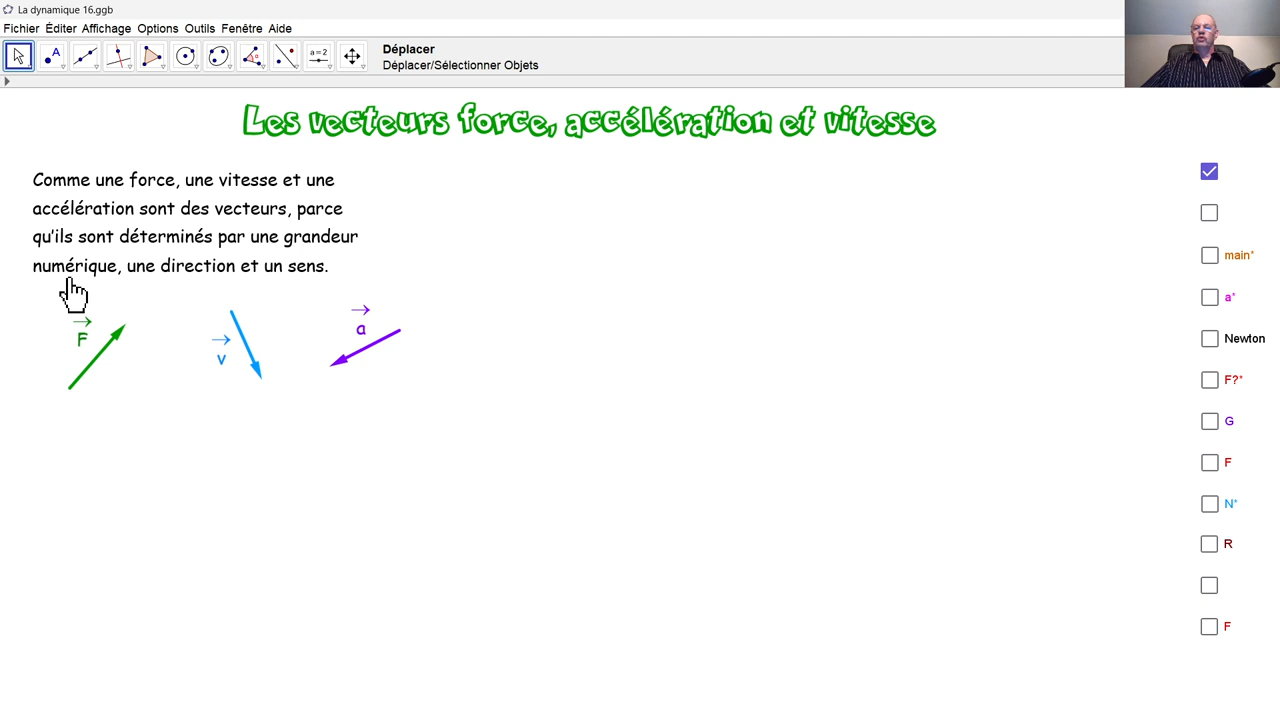 La dynamique 16.ggb
Fichier Éditer Affichage Options Outils Fenêtre Aide
A
a=2
Déplacer
Déplacer/Sélectionner Objets
Les vecteurs force, accélération et vitesse
Comme une force, une vitesse et une
accélération sont des vecteurs, parce
qu'ils sont déterminés par une grandeur
numérique, une direction et un sens.
F
v
a
main*
a*
Newton
F?*
G
F
N*
R
F